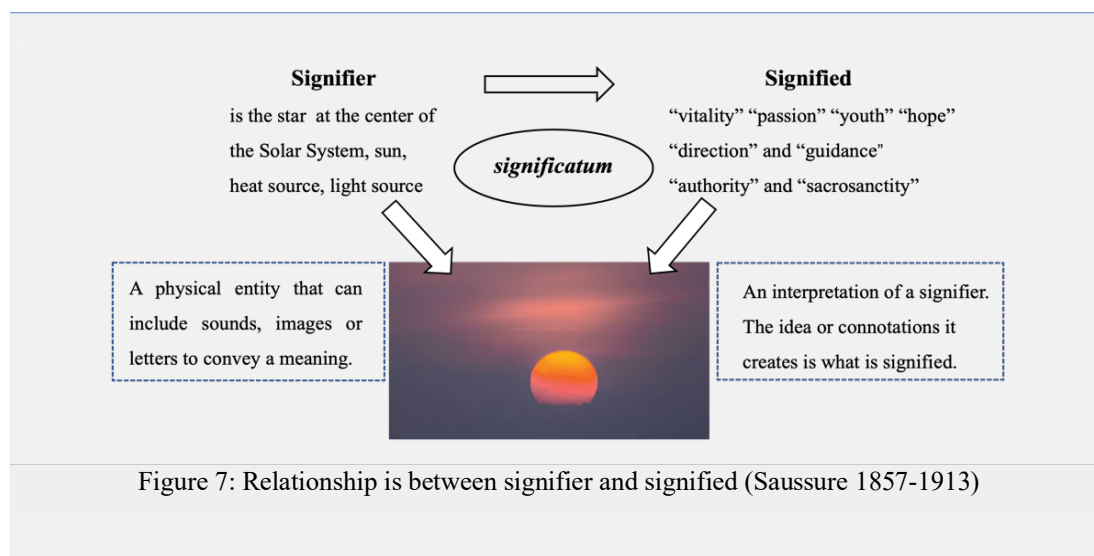 Signifier
is the star at the center of
the Solar System, sun,
heat source, light source
significatum
Signified
“vitality” “passion” “youth” “hope”
“direction” and “guidance"
“authority” and “sacrosanctity”
A physical entity that can
include sounds, images or
letters to convey a meaning.
An interpretation of a signifier.
The idea or connotations it
creates is what is signified.
Figure 7: Relationship is between signifier and signified (Saussure 1857-1913)